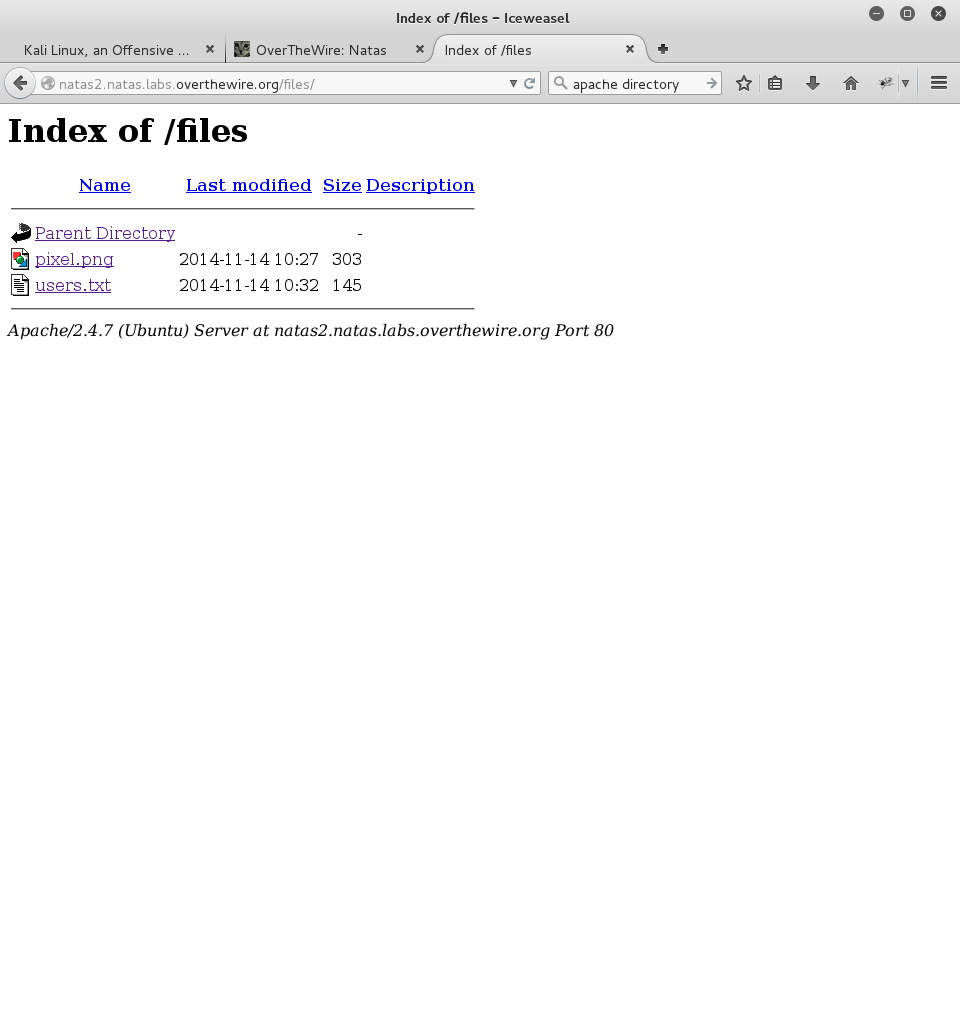 Index of /files – Iceweasel
Kali Linux, an Offensive ... OverTheWire: Natas Index of /files
natas2.natas.labs.overthewire.org/files/ apache directory
Index of /files
Name Last modified Size Description
Parent Directory -
pixel.png 2014-11-14 10:27 303
users.txt 2014-11-14 10:32 145
Apache/2.4.7 (Ubuntu) Server at natas2.natas.labs.overthewire.org Port 80